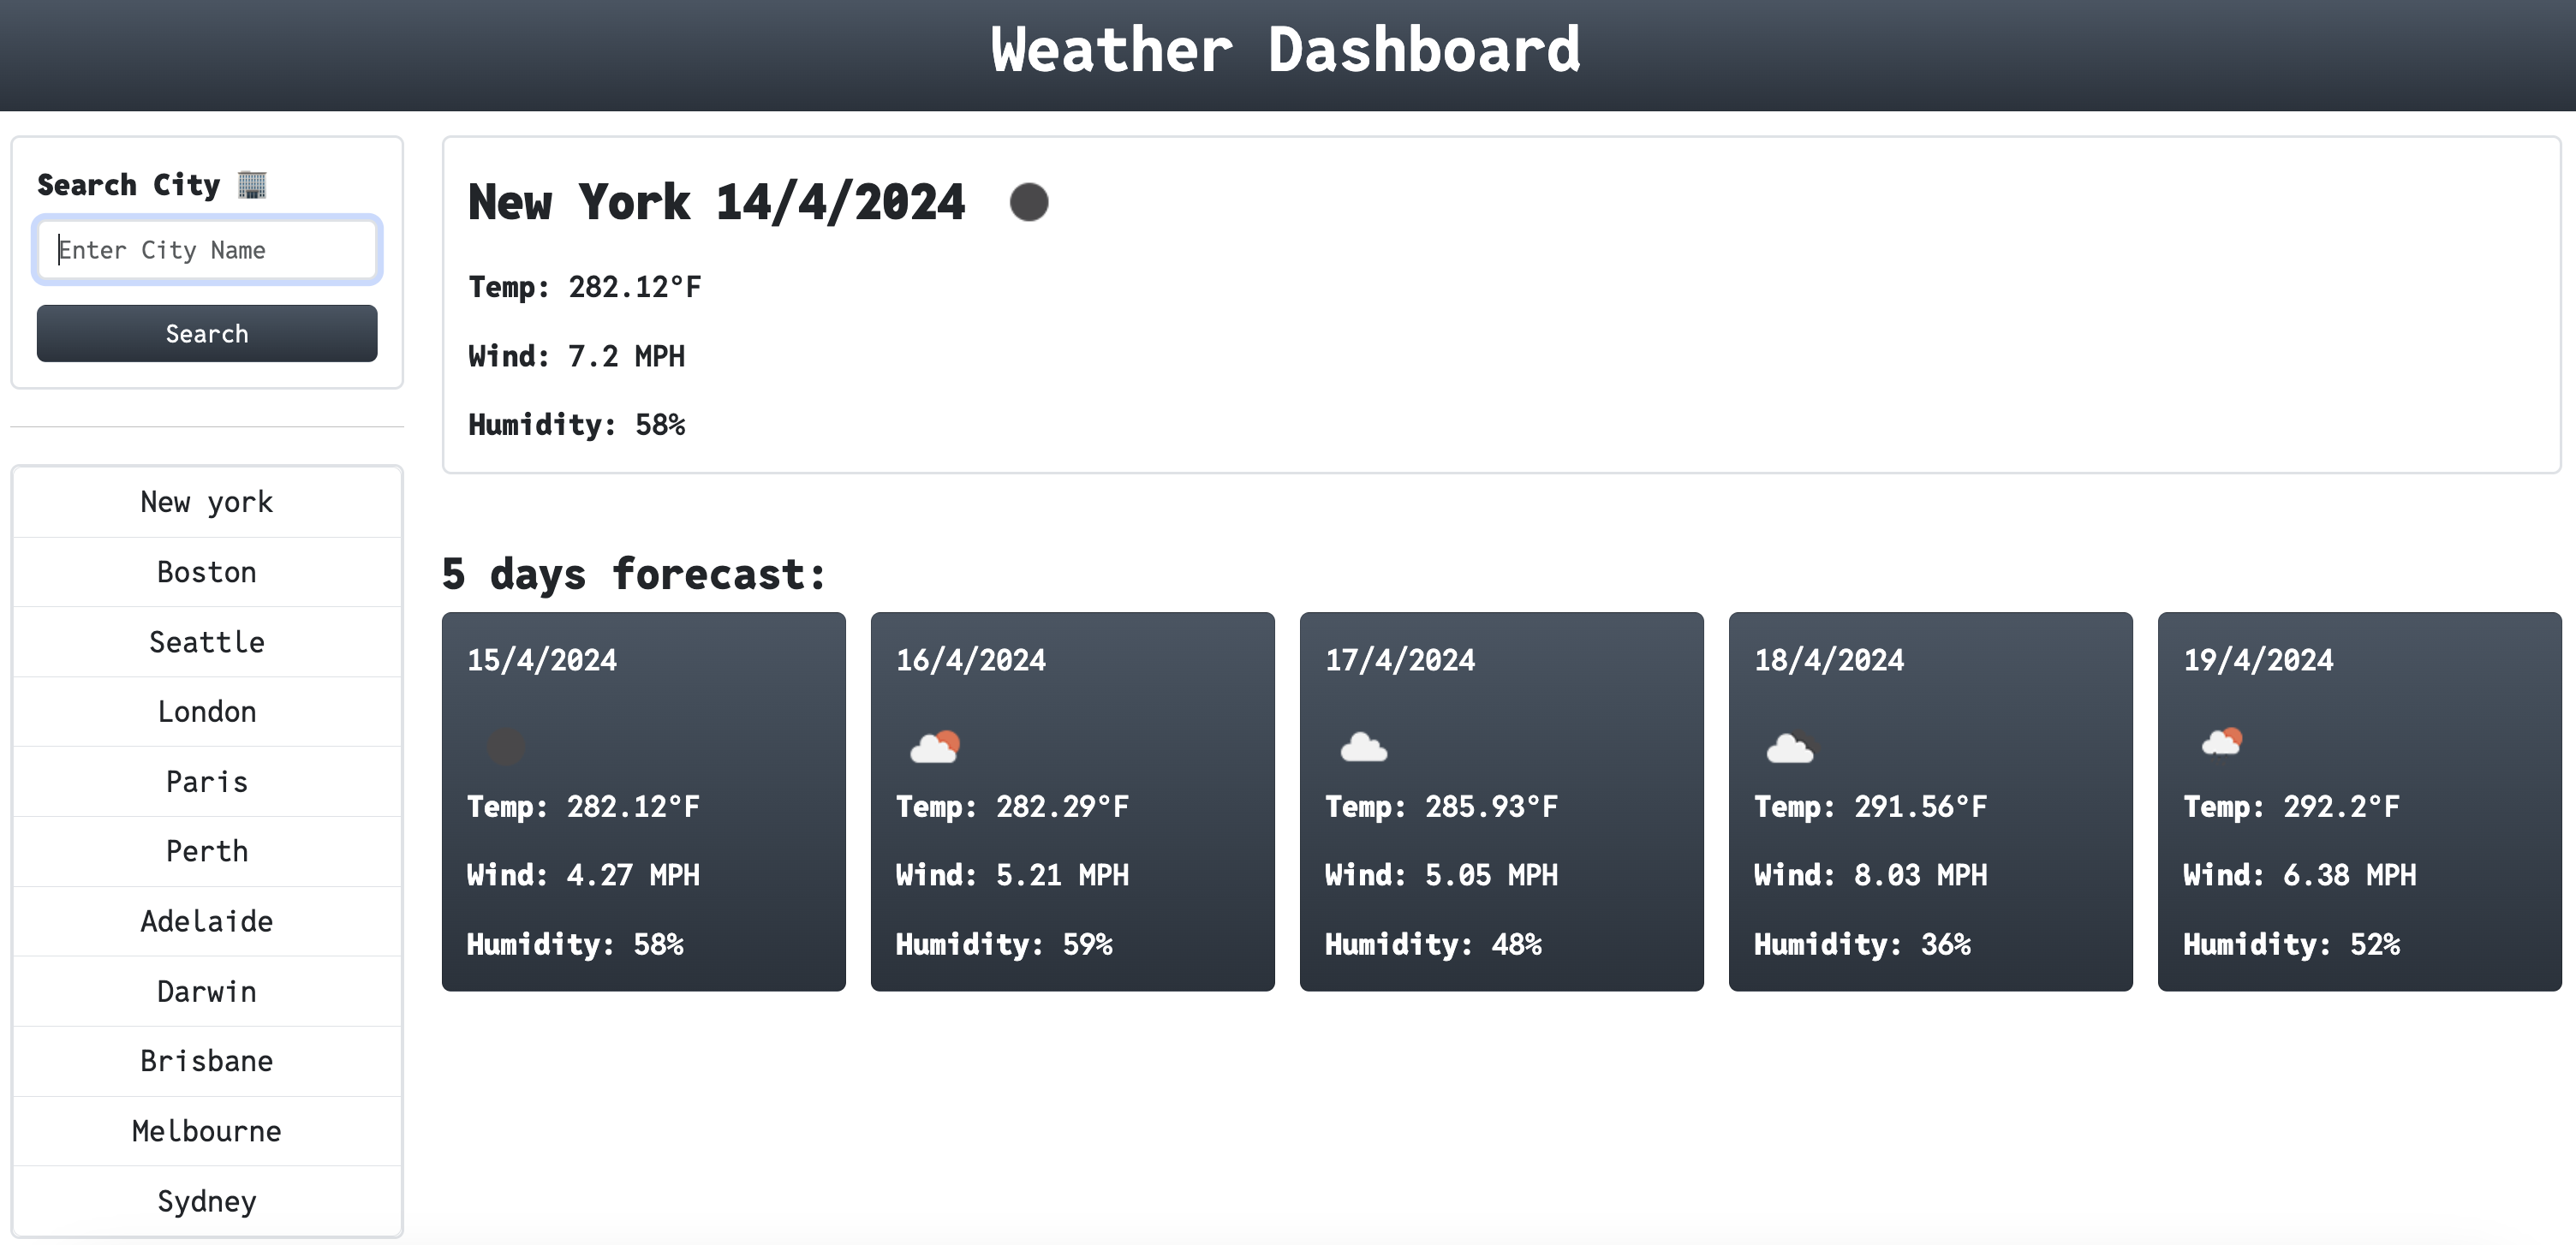 Weather Dashboard
Search City
Enter City Name
Search
New york
Boston
Seattle
London
Paris
Perth
Adelaide
Darwin
Brisbane
Melbourne
Sydney
New York 14/4/2024
Temp: 282.12°F
Wind: 7.2 MPH
Humidity: 58%
5 days forecast:
15/4/2024
Temp: 282.12°F
Wind: 4.27 MPH
Humidity: 58%
16/4/2024
Temp: 282.29°F
Wind: 5.21 MPH
Humidity: 59%
17/4/2024
Temp: 285.93°F
Wind: 5.05 MPH
Humidity: 48%
18/4/2024
Temp: 291.56°F
Wind: 8.03 MPH
Humidity: 36%
19/4/2024
Temp: 292.2°F
Wind: 6.38 MPH
Humidity: 52%